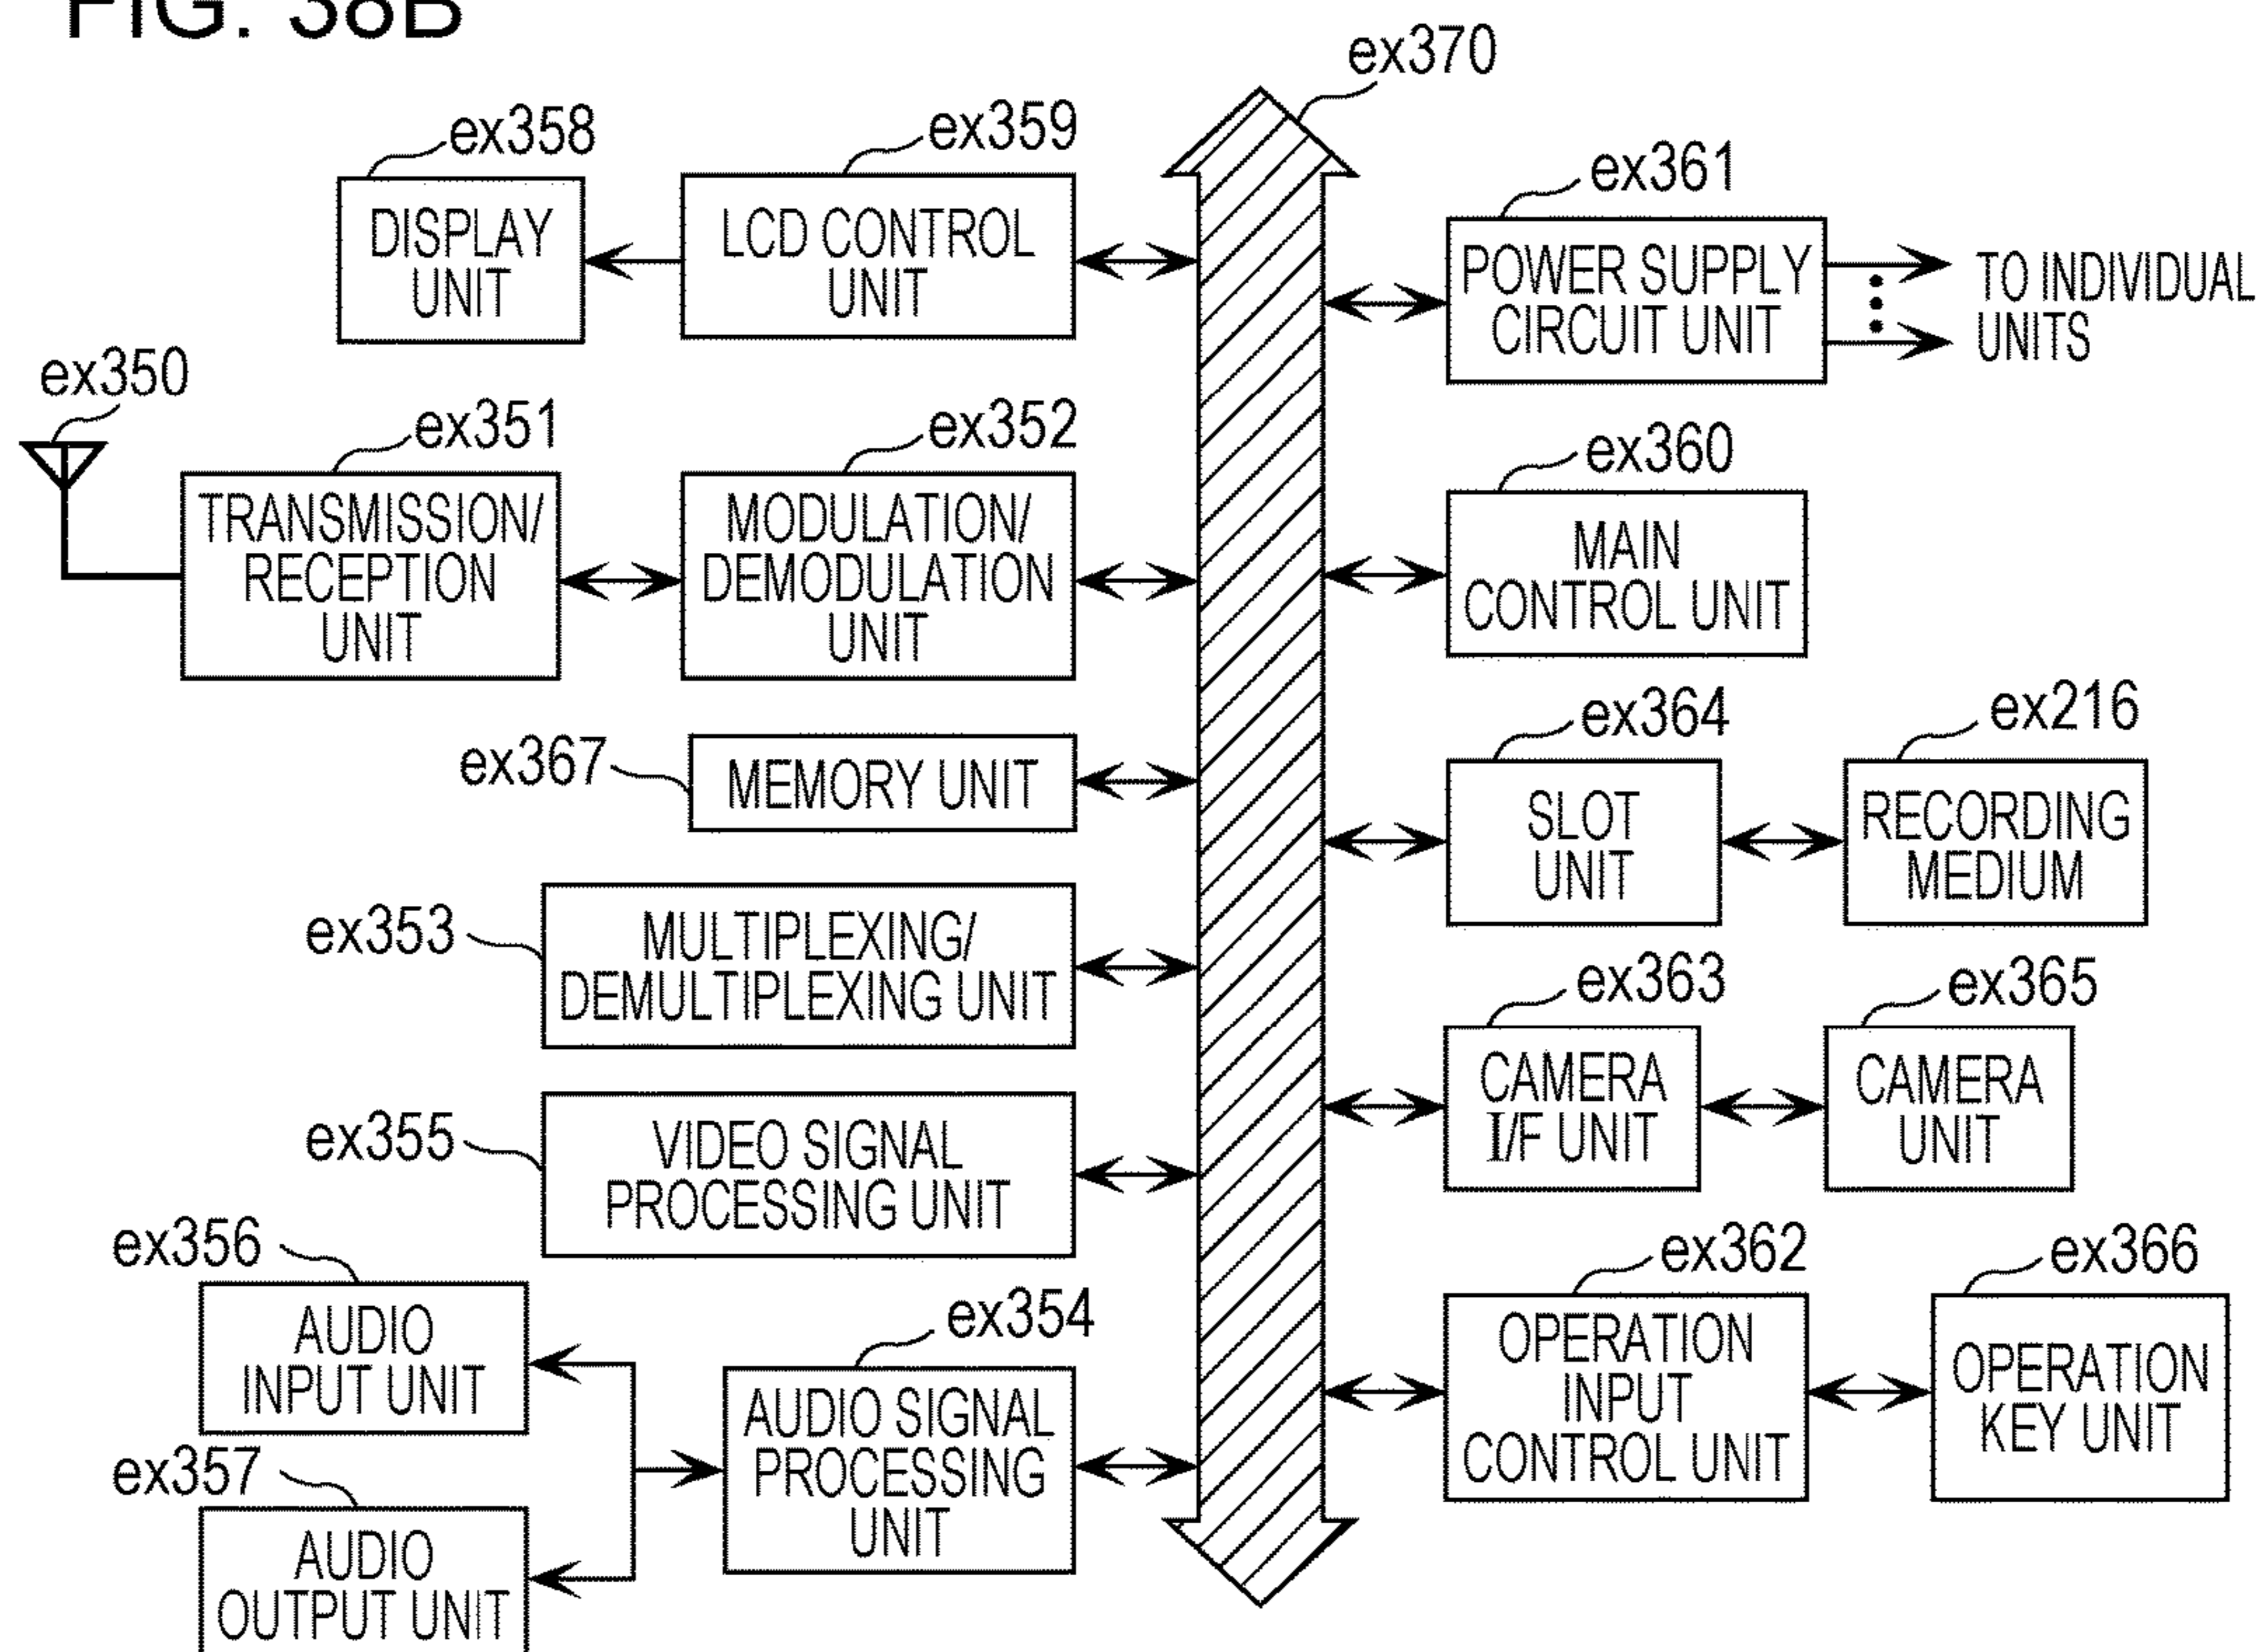 FIG. 38B
ex370
ex358
ex359
ex361
DISPLAY
UNIT
LCD CONTROL
UNIT
POWER SUPPLY
CIRCUIT UNIT
TO INDIVIDUAL
UNITS
ex350
ex351
ex352
ex360
TRANSMISSION/
RECEPTION
UNIT
MODULATION/
DEMODULATION
UNIT
MAIN
CONTROL UNIT
ex367
MEMORY UNIT
ex364
ex216
SLOT
UNIT
RECORDING
MEDIUM
ex353
MULTIPLEXING/
DEMULTIPLEXING UNIT
ex363
ex365
CAMERA
I/F UNIT
CAMERA
UNIT
ex355
VIDEO SIGNAL
PROCESSING UNIT
ex356
AUDIO
INPUT UNIT
ex354
ex362
ex366
AUDIO SIGNAL
PROCESSING
UNIT
OPERATION
INPUT
CONTROL UNIT
OPERATION
KEY UNIT
ex357
AUDIO
OUTPUT UNIT